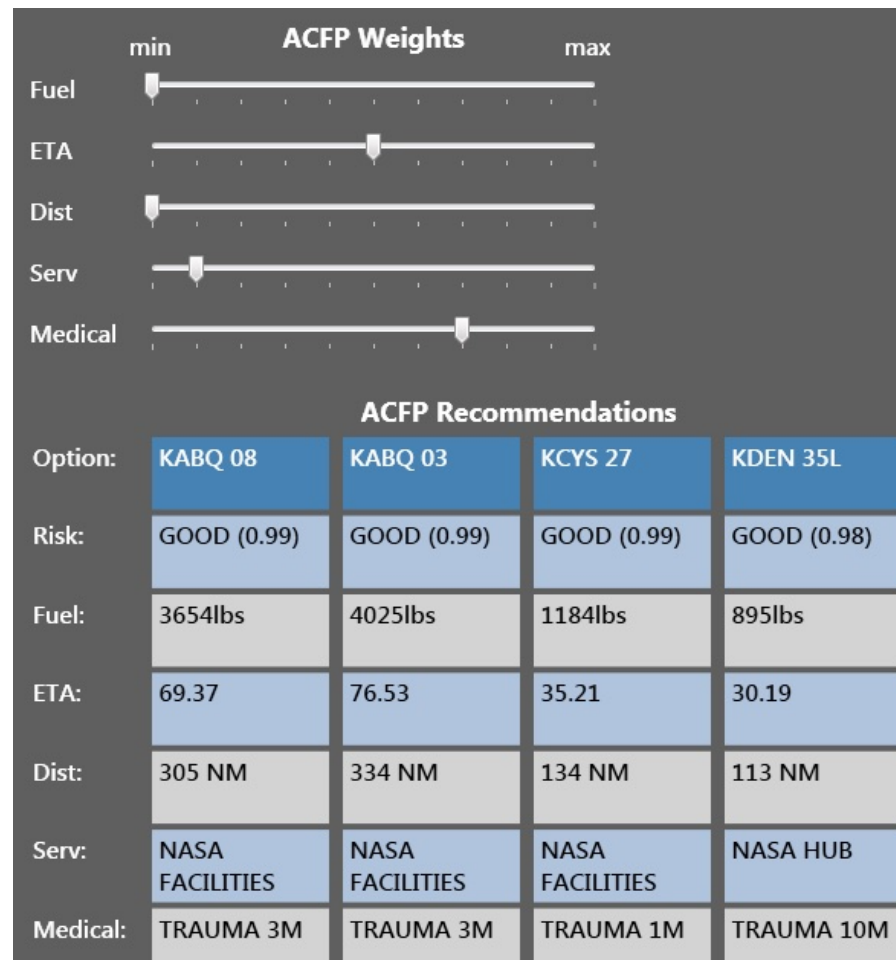 ACFP Weights
min max
Fuel
ETA
Dist
Serv
Medical
ACFP Recommendations
Option: KABQ 08 KABQ 03 KCYS 27 KDEN 35L
Risk: GOOD (0.99) GOOD (0.99) GOOD (0.99) GOOD (0.98)
Fuel: 3654lbs 4025lbs 1184lbs 895lbs
ETA: 69.37 76.53 35.21 30.19
Dist: 305 NM 334 NM 134 NM 113 NM
Serv: NASA NASA NASA NASA HUB
FACILITIES FACILITIES FACILITIES
Medical: TRAUMA 3M TRAUMA 3M TRAUMA 1M TRAUMA 10M